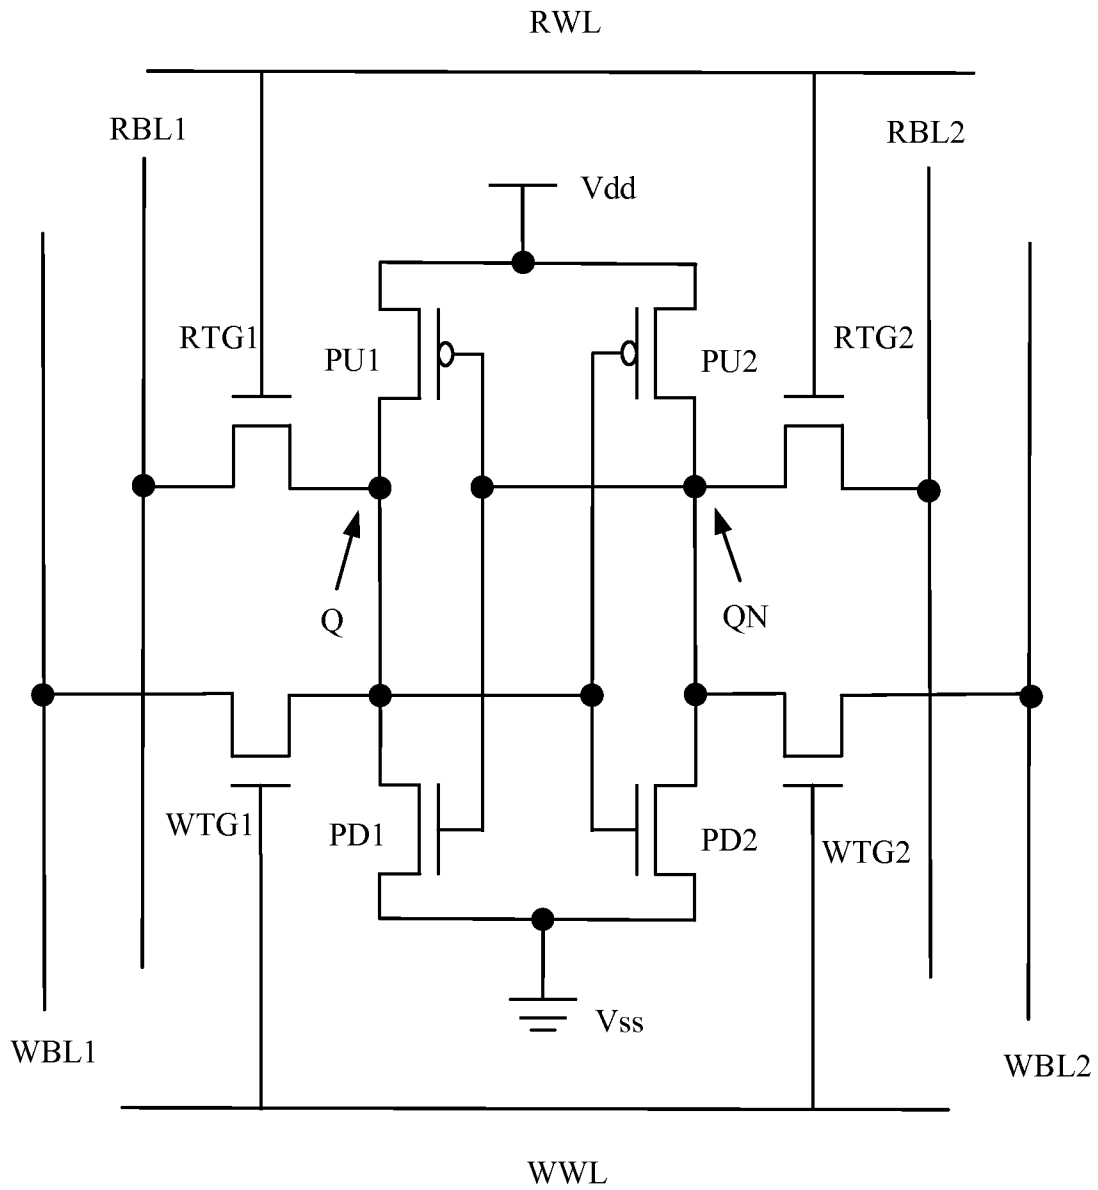 RWL
RBL1
RBL2
Vdd
RTG1
RTG2
PU1
PU2
Q
QN
WTG1
PD1
PD2
WTG2
Vss
WBL1
WBL2
WWL